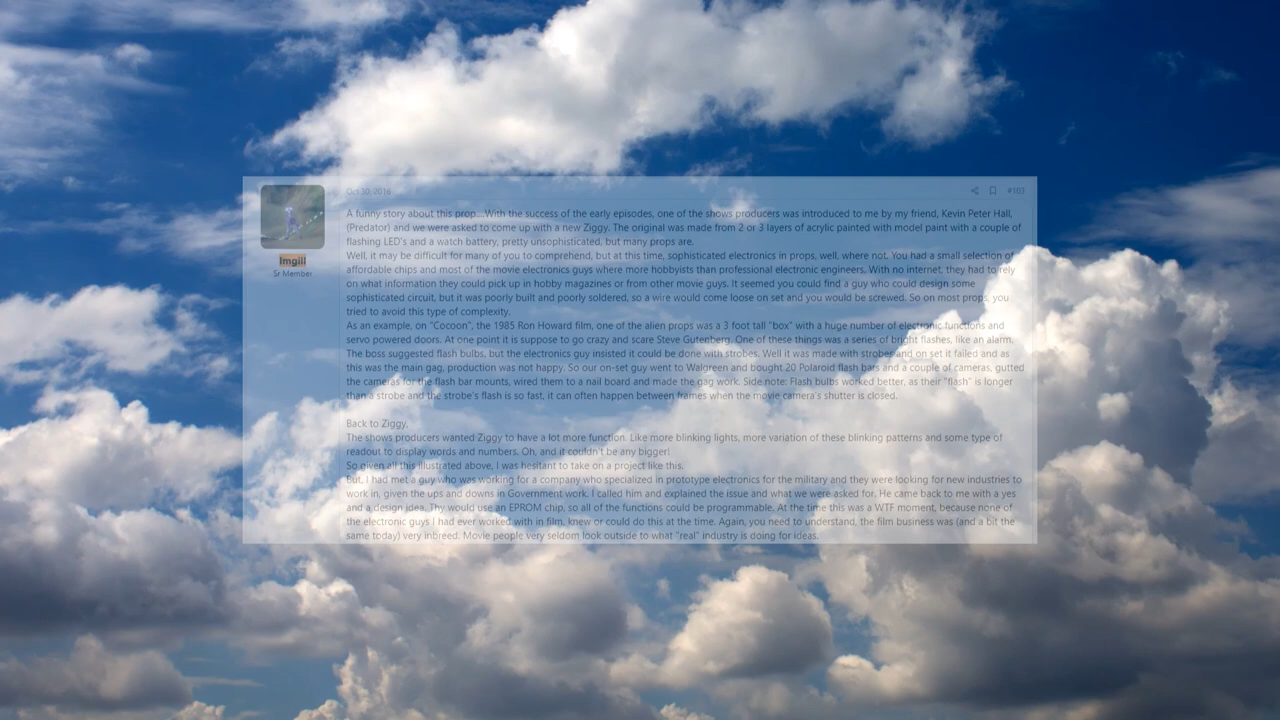 Oct 30, 2016
#103
lmgill
Sr Member
A funny story about this prop....With the success of the early episodes, one of the shows producers was introduced to me by my friend, Kevin Peter Hall,
(Predator) and we were asked to come up with a new Ziggy. The original was made from 2 or 3 layers of acrylic painted with model paint with a couple of
flashing LED's and a watch battery, pretty unsophisticated, but many props are.
Well, it may be difficult for many of you to comprehend, but at this time, sophisticated electronics in props, well, where not. You had a small selection of
affordable chips and most of the movie electronics guys where more hobbyists than professional electronic engineers. With no internet, they had to rely
on what information they could pick up in hobby magazines or from other movie guys. It seemed you could find a guy who could design some
sophisticated circuit, but it was poorly built and poorly soldered, so a wire would come loose on set and you would be screwed. So on most props, you
tried to avoid this type of complexity.
As an example, on "Cocoon", the 1985 Ron Howard film, one of the alien props was a 3 foot tall "box" with a huge number of electronic functions and
servo powered doors. At one point it is suppose to go crazy and scare Steve Gutenberg. One of these things was a series of bright flashes, like an alarm.
The boss suggested flash bulbs, but the electronics guy insisted it could be done with strobes. Well it was made with strobes and on set it failed and as
this was the main gag, production was not happy. So our on-set guy went to Walgreen and bought 20 Polaroid flash bars and a couple of cameras, gutted
the cameras for the flash bar mounts, wired them to a nail board and made the gag work. Side note: Flash bulbs worked better, as their "flash" is longer
than a strobe and the strobe's flash is so fast, it can often happen between frames when the movie camera's shutter is closed.
Back to Ziggy,
The shows producers wanted Ziggy to have a lot more function. Like more blinking lights, more variation of these blinking patterns and some type of
readout to display words and numbers. Oh, and it couldn't be any bigger!
So given all this illustrated above, I was hesitant to take on a project like this.
But, I had met a guy who was working for a company who specialized in prototype electronics for the military and they were looking for new industries to
work in, given the ups and downs in Government work. I called him and explained the issue and what we were asked for. He came back to me with a yes
and a design idea. Thy would use an EPROM chip, so all of the functions could be programmable. At the time this was a WTF moment, because none of
the electronic guys I had ever worked with in film, knew or could do this at the time. Again, you need to understand, the film business was (and a bit the
same today) very inbreed. Movie people very seldom look outside to what "real" industry is doing for ideas.